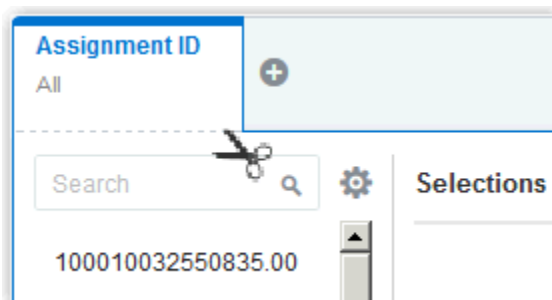 Assignment ID
All
Search
Selections
100010032550835.00